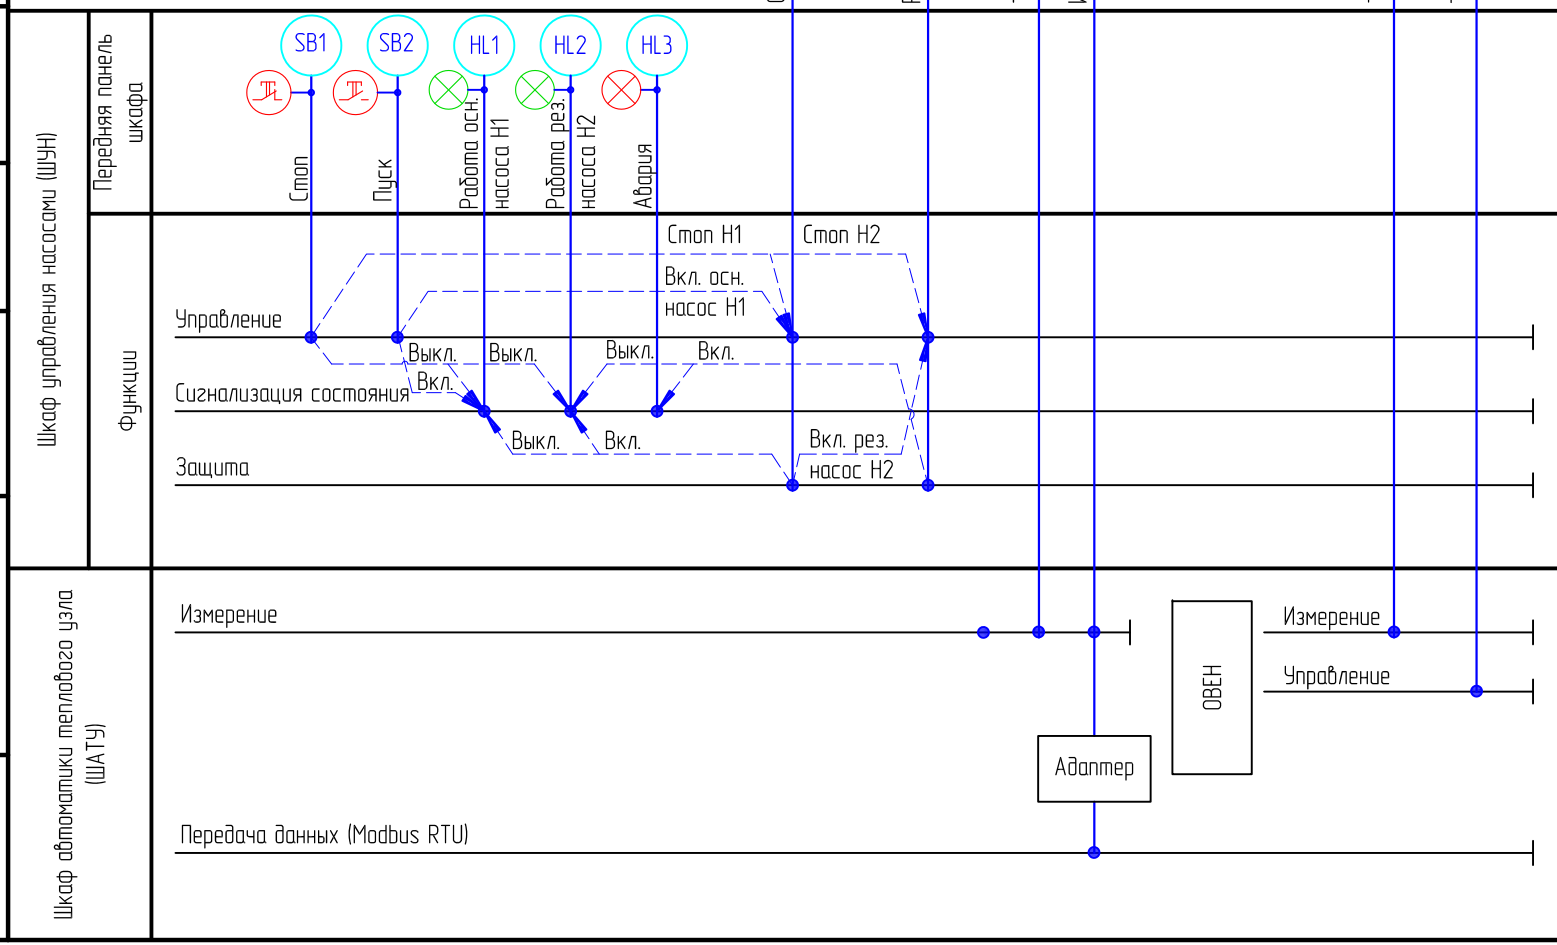 SB1
SB2
HL1
HL2
HL3
Передняя панель
шкафа
Стоп
Пуск
Работа осн.
насоса Н1
Работа рез.
насоса Н2
Авария
Шкаф управления насосами (ШУН)
Функции
Стоп Н1
Стоп Н2
Вкл. осн.
насос Н1
Управление
Выкл.
Выкл.
Выкл.
Вкл.
Вкл.
Сигнализация состояния
Выкл.
Вкл.
Вкл. рез.
насос Н2
Защита
Шкаф автоматики теплового узла
(ШАТУ)
Измерение
Измерение
Управление
ОВЕН
Адаптер
Передача данных (Modbus RTU)